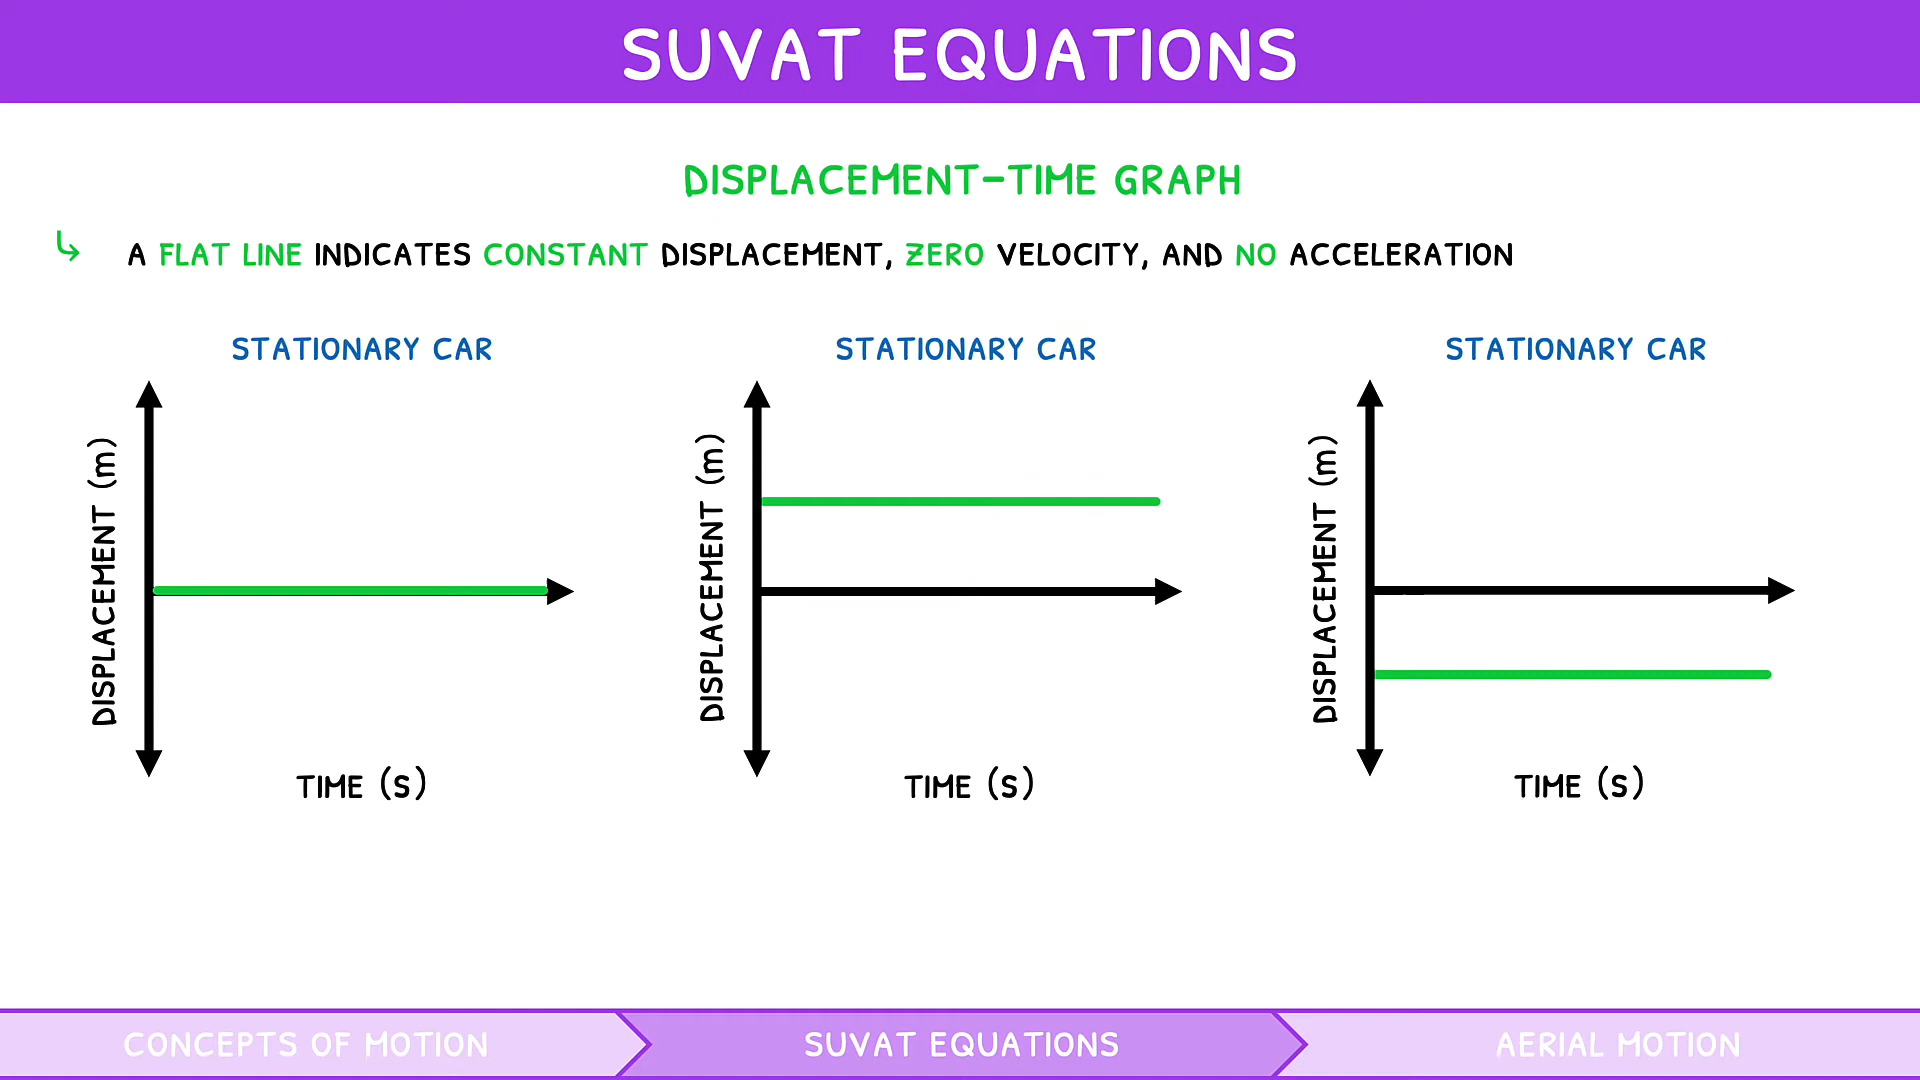 SUVAT EQUATIONS
DISPLACEMENT-TIME GRAPH
A FLAT LINE INDICATES CONSTANT DISPLACEMENT, ZERO VELOCITY, AND NO ACCELERATION
STATIONARY CAR
DISPLACEMENT (m)
TIME (S)
STATIONARY CAR
DISPLACEMENT (m)
TIME (S)
STATIONARY CAR
DISPLACEMENT (m)
TIME (S)
CONCEPTS OF MOTION
SUVAT EQUATIONS
AERIAL MOTION